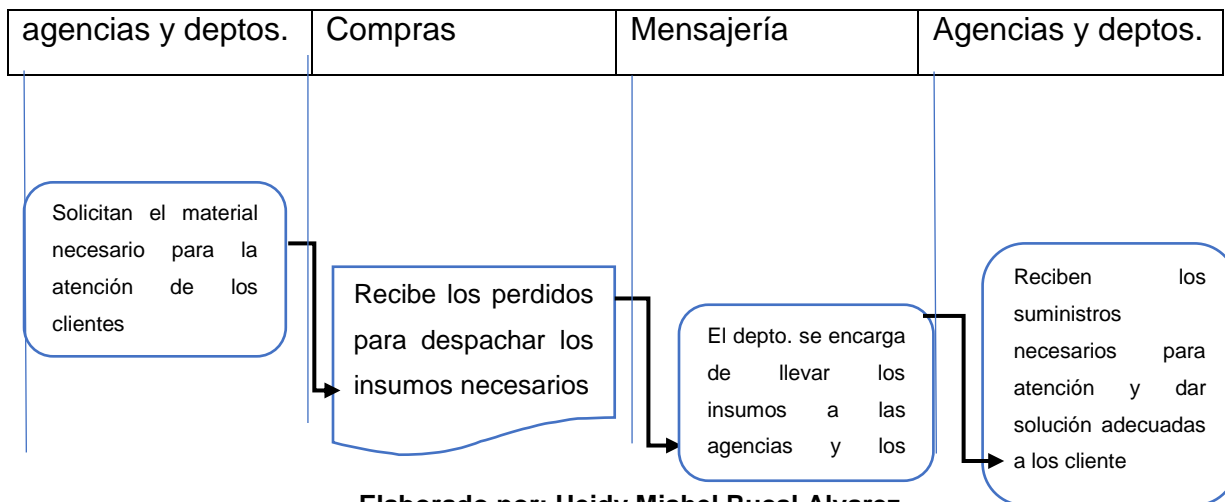 agencias y deptos.
Compras
Mensajería
Agencias y deptos.
Solicitan el material
necesario para la
atención de los
clientes
Recibe los perdidos
para despachar los
insumos necesarios
El depto. se encarga
de llevar los
insumos a las
agencias y los
Reciben los
suministros
necesarios para
atención y dar
solución adecuadas
a los cliente
Elaborado por: Heidy Michel Bucal Alvarez